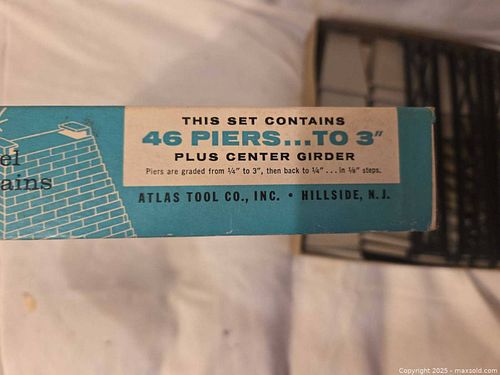 THIS SET CONTAINS
46 PIERS...TO 3"
PLUS CENTER GIRDER
Piers are graded from ¼" to 3", then back to ¼" ... in ⅛" steps.
ATLAS TOOL CO., INC. • HILLSIDE, N.J.
el
ains
Copyright 2025 - maxsold.com